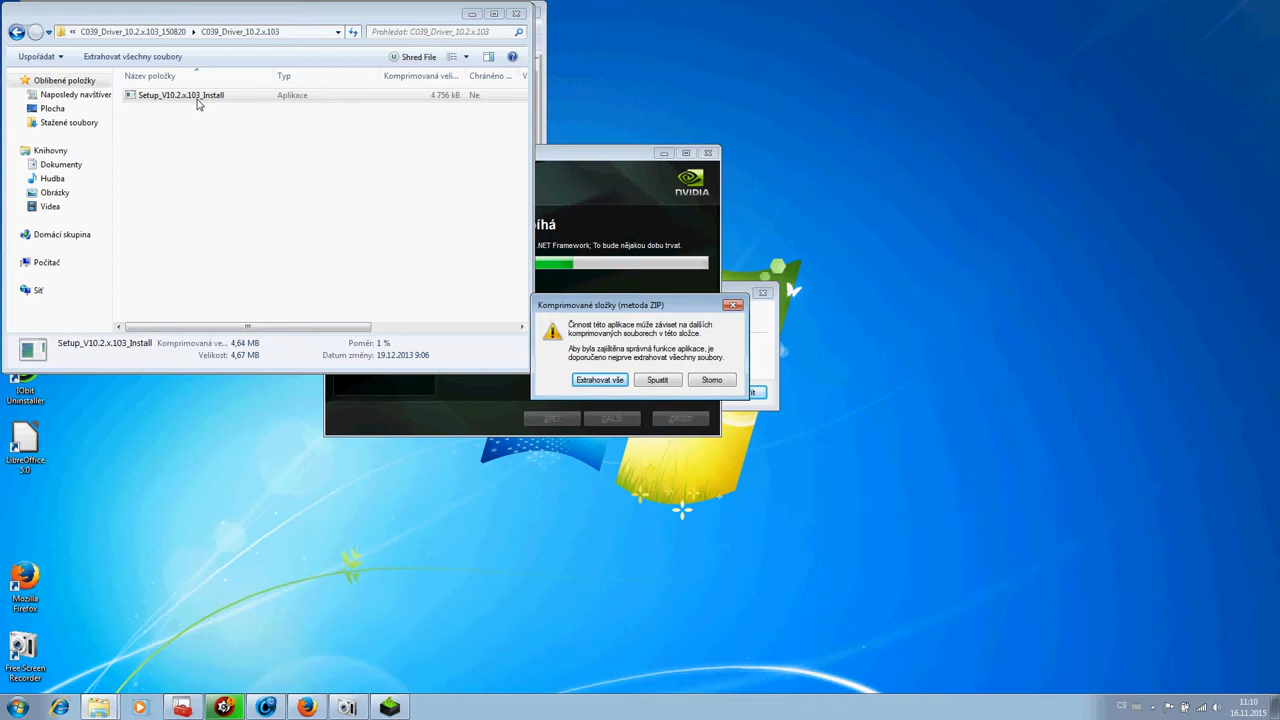 « C039_Driver_10.2.x.103_150820 ▸ C039_Driver_10.2.x.103
Prohledat: C039_Driver_10.2.x.103
Uspořádat
Extrahovat všechny soubory
Shred File
Název položky
Typ
Komprimovaná veli...
Chráněno ...
Setup_V10.2.x.103_Install
Aplikace
4 756 kB
Ne
Oblíbené položky
Naposledy navštíver
Plocha
Stažené soubory
Knihovny
Dokumenty
Hudba
Obrázky
Videa
Domácí skupina
Počítač
Síť
Setup_V10.2.x.103_Install
Komprimovaná ve...
4,64 MB
Poměr: 1 %
Velikost: 4,67 MB
Datum změny: 19.12.2013 9:06
NVIDIA
íhá
.NET Framework; To bude nějakou dobu trvat.
Komprimované složky (metoda ZIP)
Činnost této aplikace může záviset na dalších
komprimovaných souborech v této složce.
Aby byla zajištěna správná funkce aplikace, je
doporučeno nejprve extrahovat všechny soubory.
Extrahovat vše
Spustit
Storno
ít
ZPĚT
DALŠÍ
ZRUŠIT
IObit
Uninstaller
LibreOffice
5.0
Mozilla
Firefox
Free Screen
Recorder
CS
11:10
16.11.2015